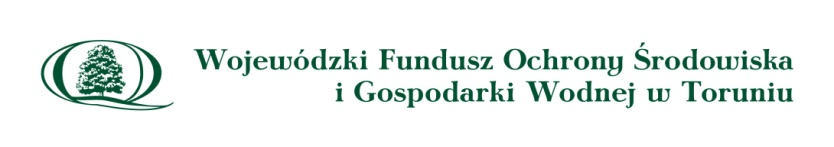 Wojewódzki Fundusz Ochrony Środowiska
i Gospodarki Wodnej w Toruniu